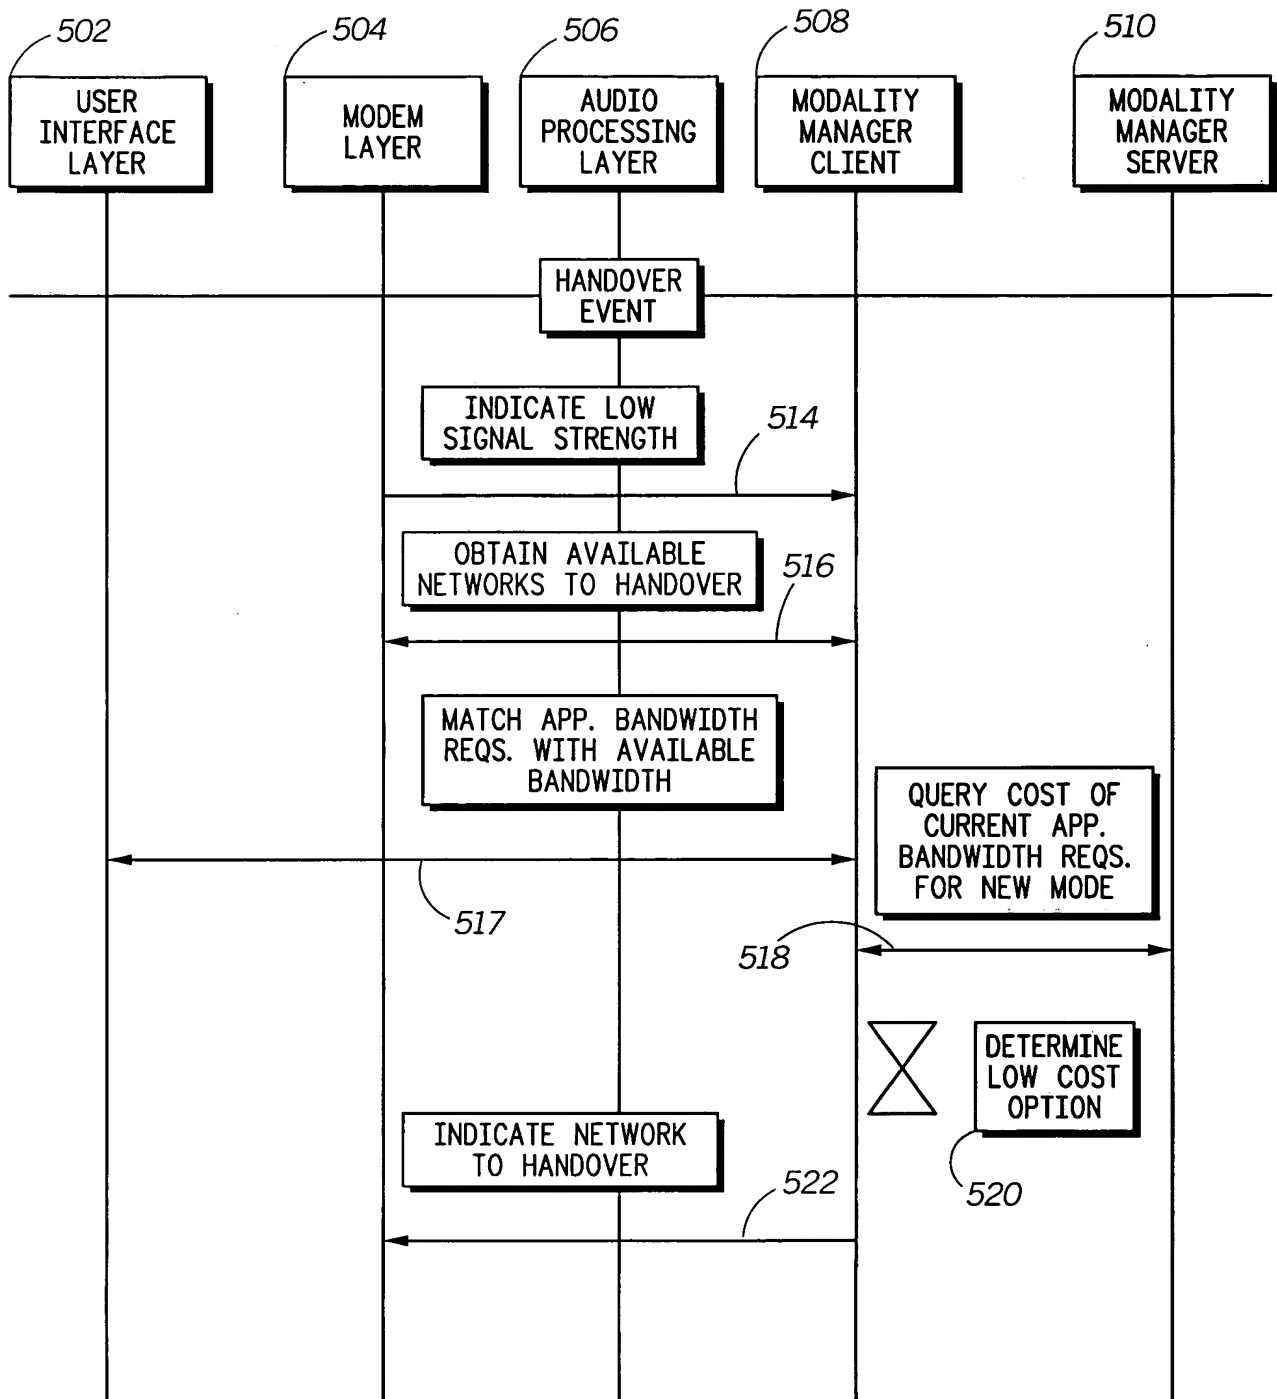 502
504
506
508
510
USER
INTERFACE
LAYER
MODEM
LAYER
AUDIO
PROCESSING
LAYER
MODALITY
MANAGER
CLIENT
MODALITY
MANAGER
SERVER
HANDOVER
EVENT
INDICATE LOW
SIGNAL STRENGTH
514
OBTAIN AVAILABLE
NETWORKS TO HANDOVER
516
MATCH APP. BANDWIDTH
REQS. WITH AVAILABLE
BANDWIDTH
517
QUERY COST OF
CURRENT APP.
BANDWIDTH REQS.
FOR NEW MODE
518
DETERMINE
LOW COST
OPTION
520
INDICATE NETWORK
TO HANDOVER
522